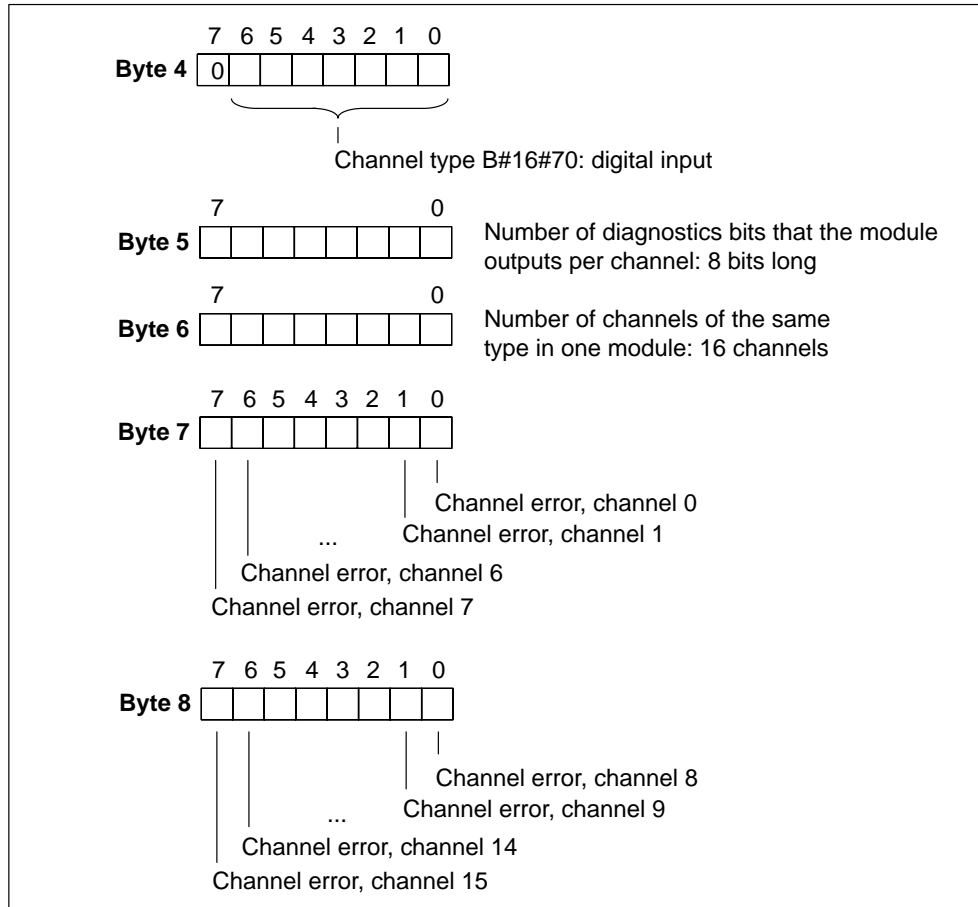 7 6 5 4 3 2 1 0
Byte 4 0
Channel type B#16#70: digital input
7 0
Byte 5
Number of diagnostics bits that the module
outputs per channel: 8 bits long
7 0
Byte 6
Number of channels of the same
type in one module: 16 channels
7 6 5 4 3 2 1 0
Byte 7
Channel error, channel 0
Channel error, channel 1
...
Channel error, channel 6
Channel error, channel 7
7 6 5 4 3 2 1 0
Byte 8
Channel error, channel 8
Channel error, channel 9
...
Channel error, channel 14
Channel error, channel 15